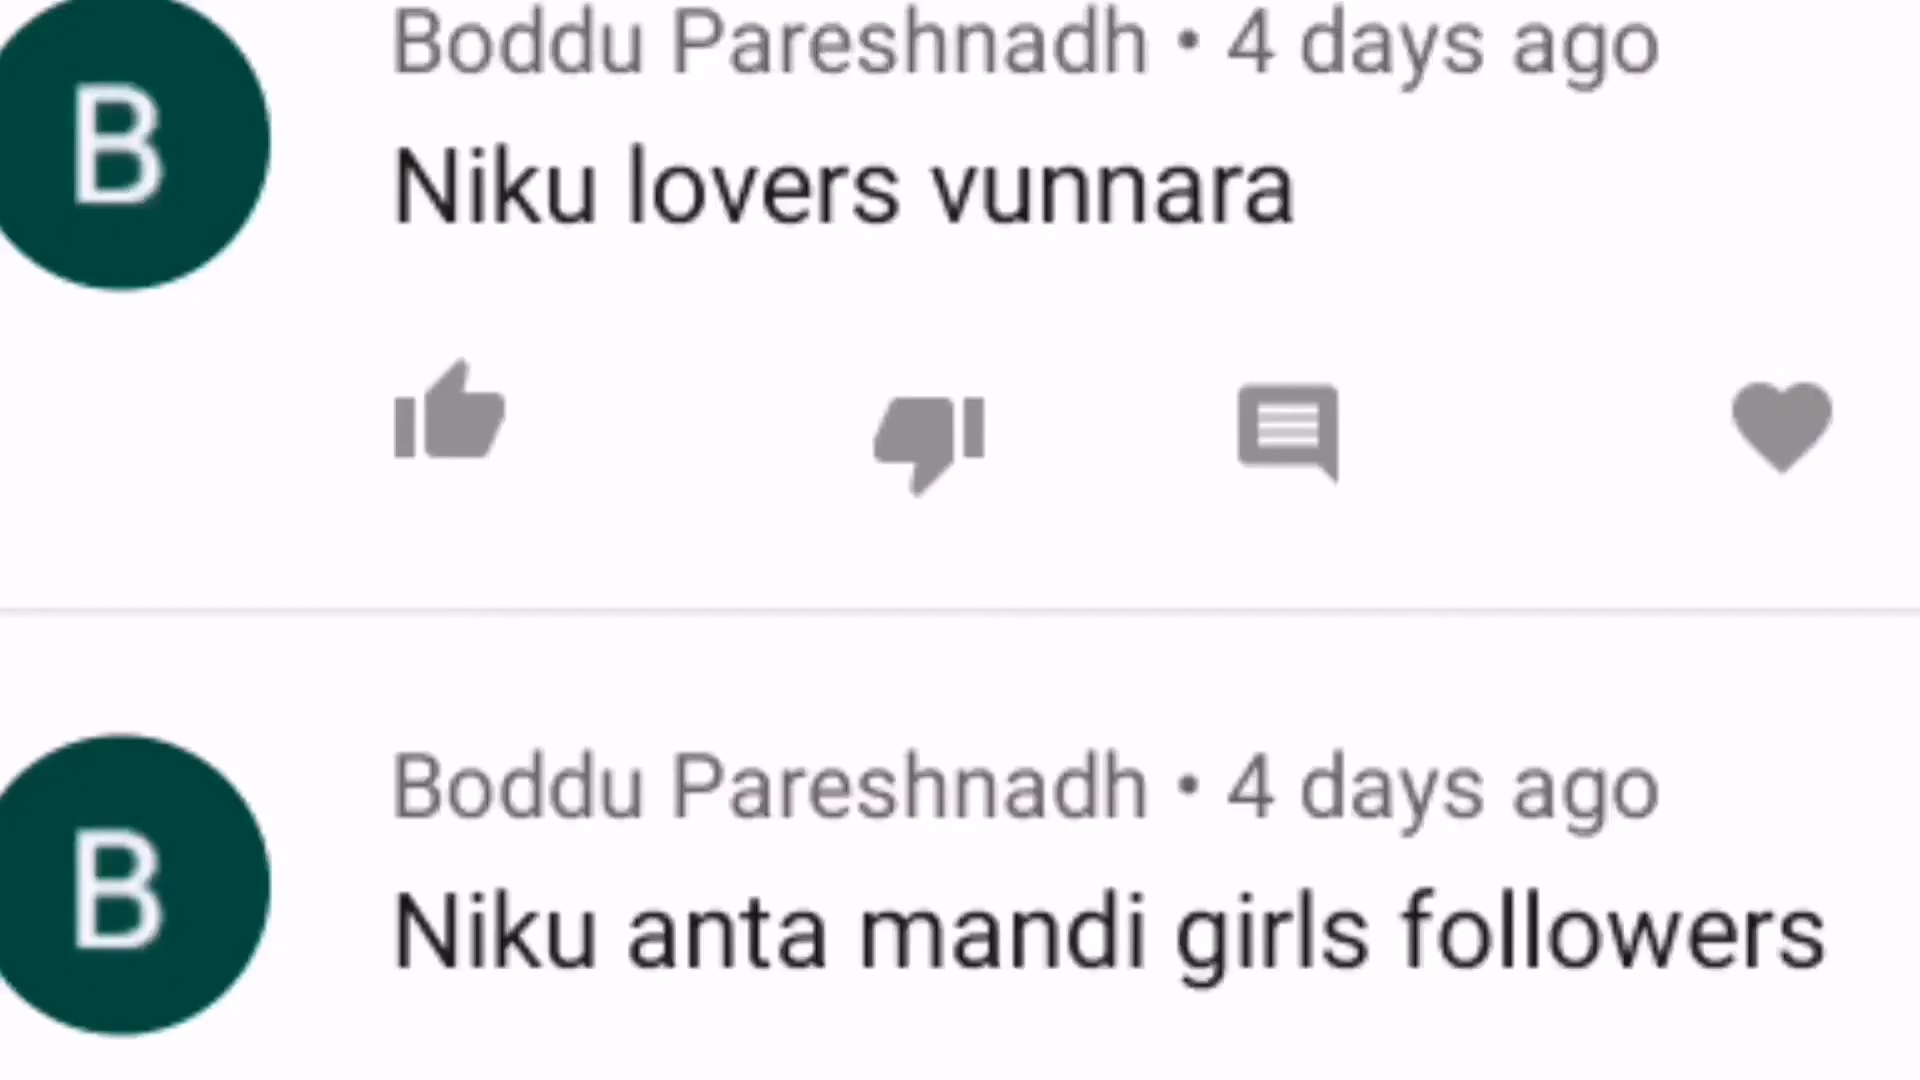 B
Boddu Pareshnadh • 4 days ago
Niku lovers vunnara
B
Boddu Pareshnadh • 4 days ago
Niku anta mandi girls followers